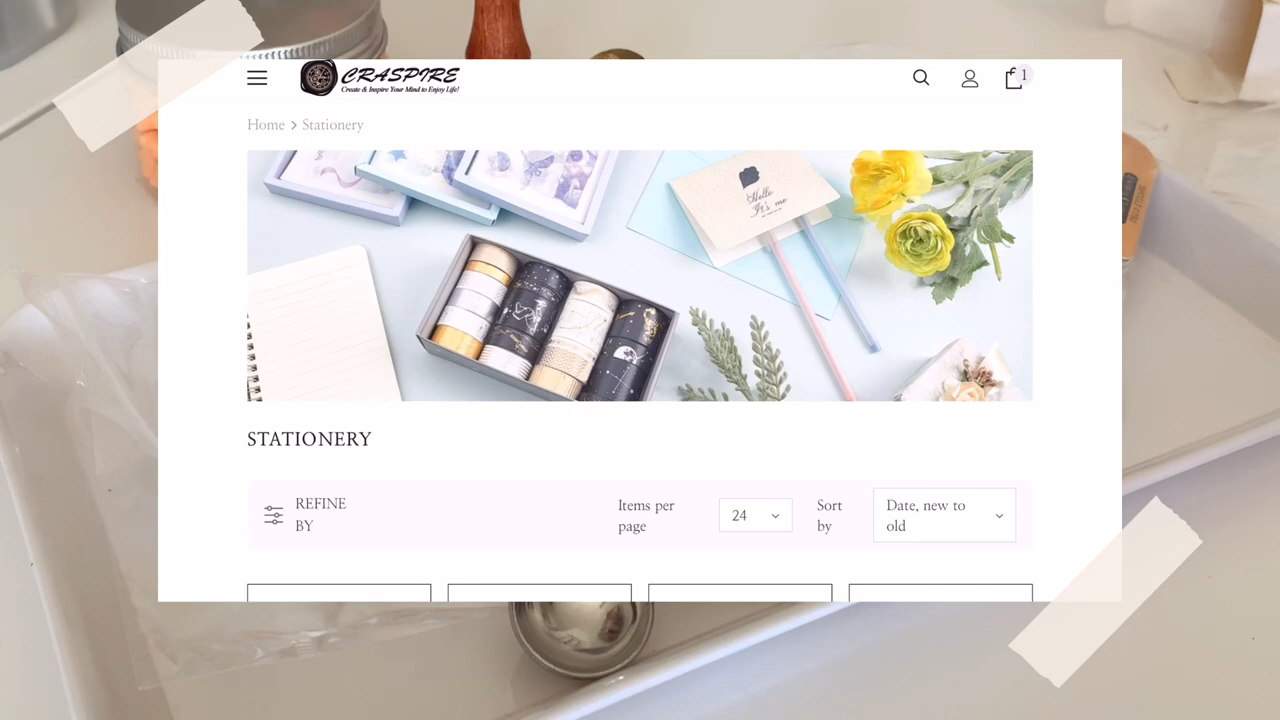 CRASPIRE
Create & Inspire Your Mind to Enjoy Life!
1
Home > Stationery
Hello
It's me
STATIONERY
REFINE
BY
Items per
page
24
Sort
by
Date, new to
old